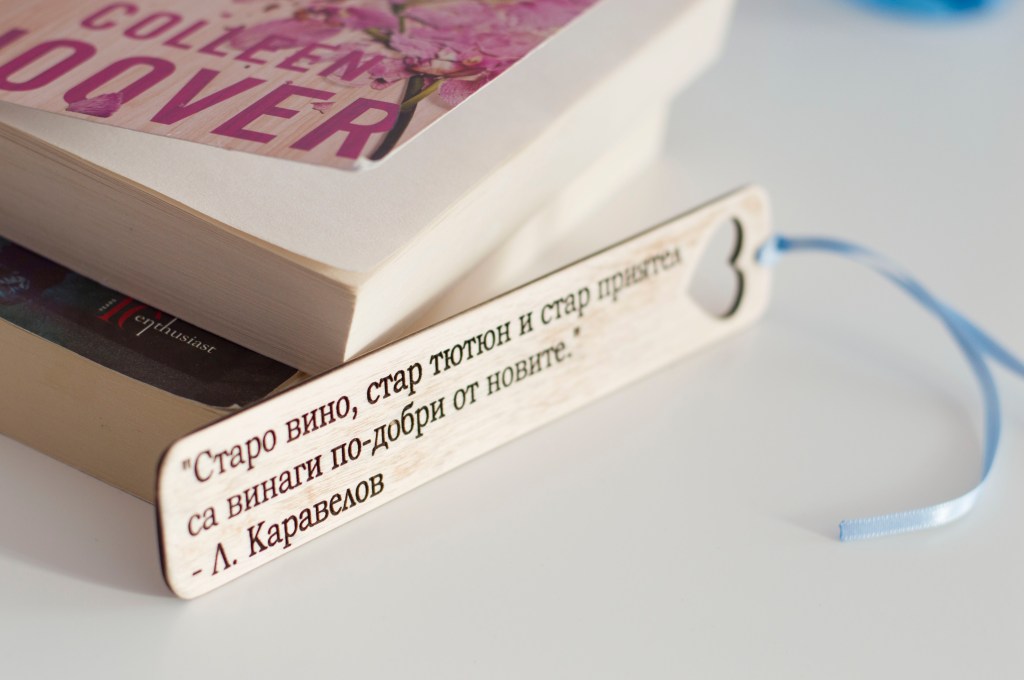 COLLEEN
HOOVER
enthusiast
"Старо вино, стар тютюн и стар приятел
са винаги по-добри от новите."
- Л. Каравелов